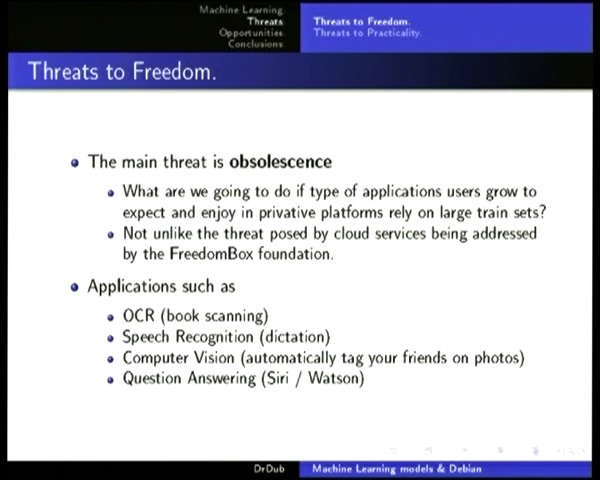 Machine Learning
Threats
Opportunities
Conclusions
Threats to Freedom.
Threats to Practicality.
Threats to Freedom.
The main threat is obsolescence
What are we going to do if type of applications users grow to
expect and enjoy in privative platforms rely on large train sets?
Not unlike the threat posed by cloud services being addressed
by the FreedomBox foundation.
Applications such as
OCR (book scanning)
Speech Recognition (dictation)
Computer Vision (automatically tag your friends on photos)
Question Answering (Siri / Watson)
DrDub
Machine Learning models & Debian